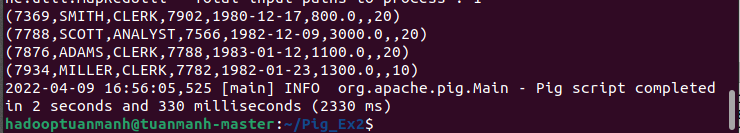 ne.util.MapRedUtil - Total input paths to process : 1
(7369,SMITH,CLERK,7902,1980-12-17,800.0,,20)
(7788,SCOTT,ANALYST,7566,1982-12-09,3000.0,,20)
(7876,ADAMS,CLERK,7788,1983-01-12,1100.0,,20)
(7934,MILLER,CLERK,7782,1982-01-23,1300.0,,10)
2022-04-09 16:56:05,525 [main] INFO  org.apache.pig.Main - Pig script completed
in 2 seconds and 330 milliseconds (2330 ms)
hadooptuanmanh@tuanmanh-master:~/Pig_Ex2$